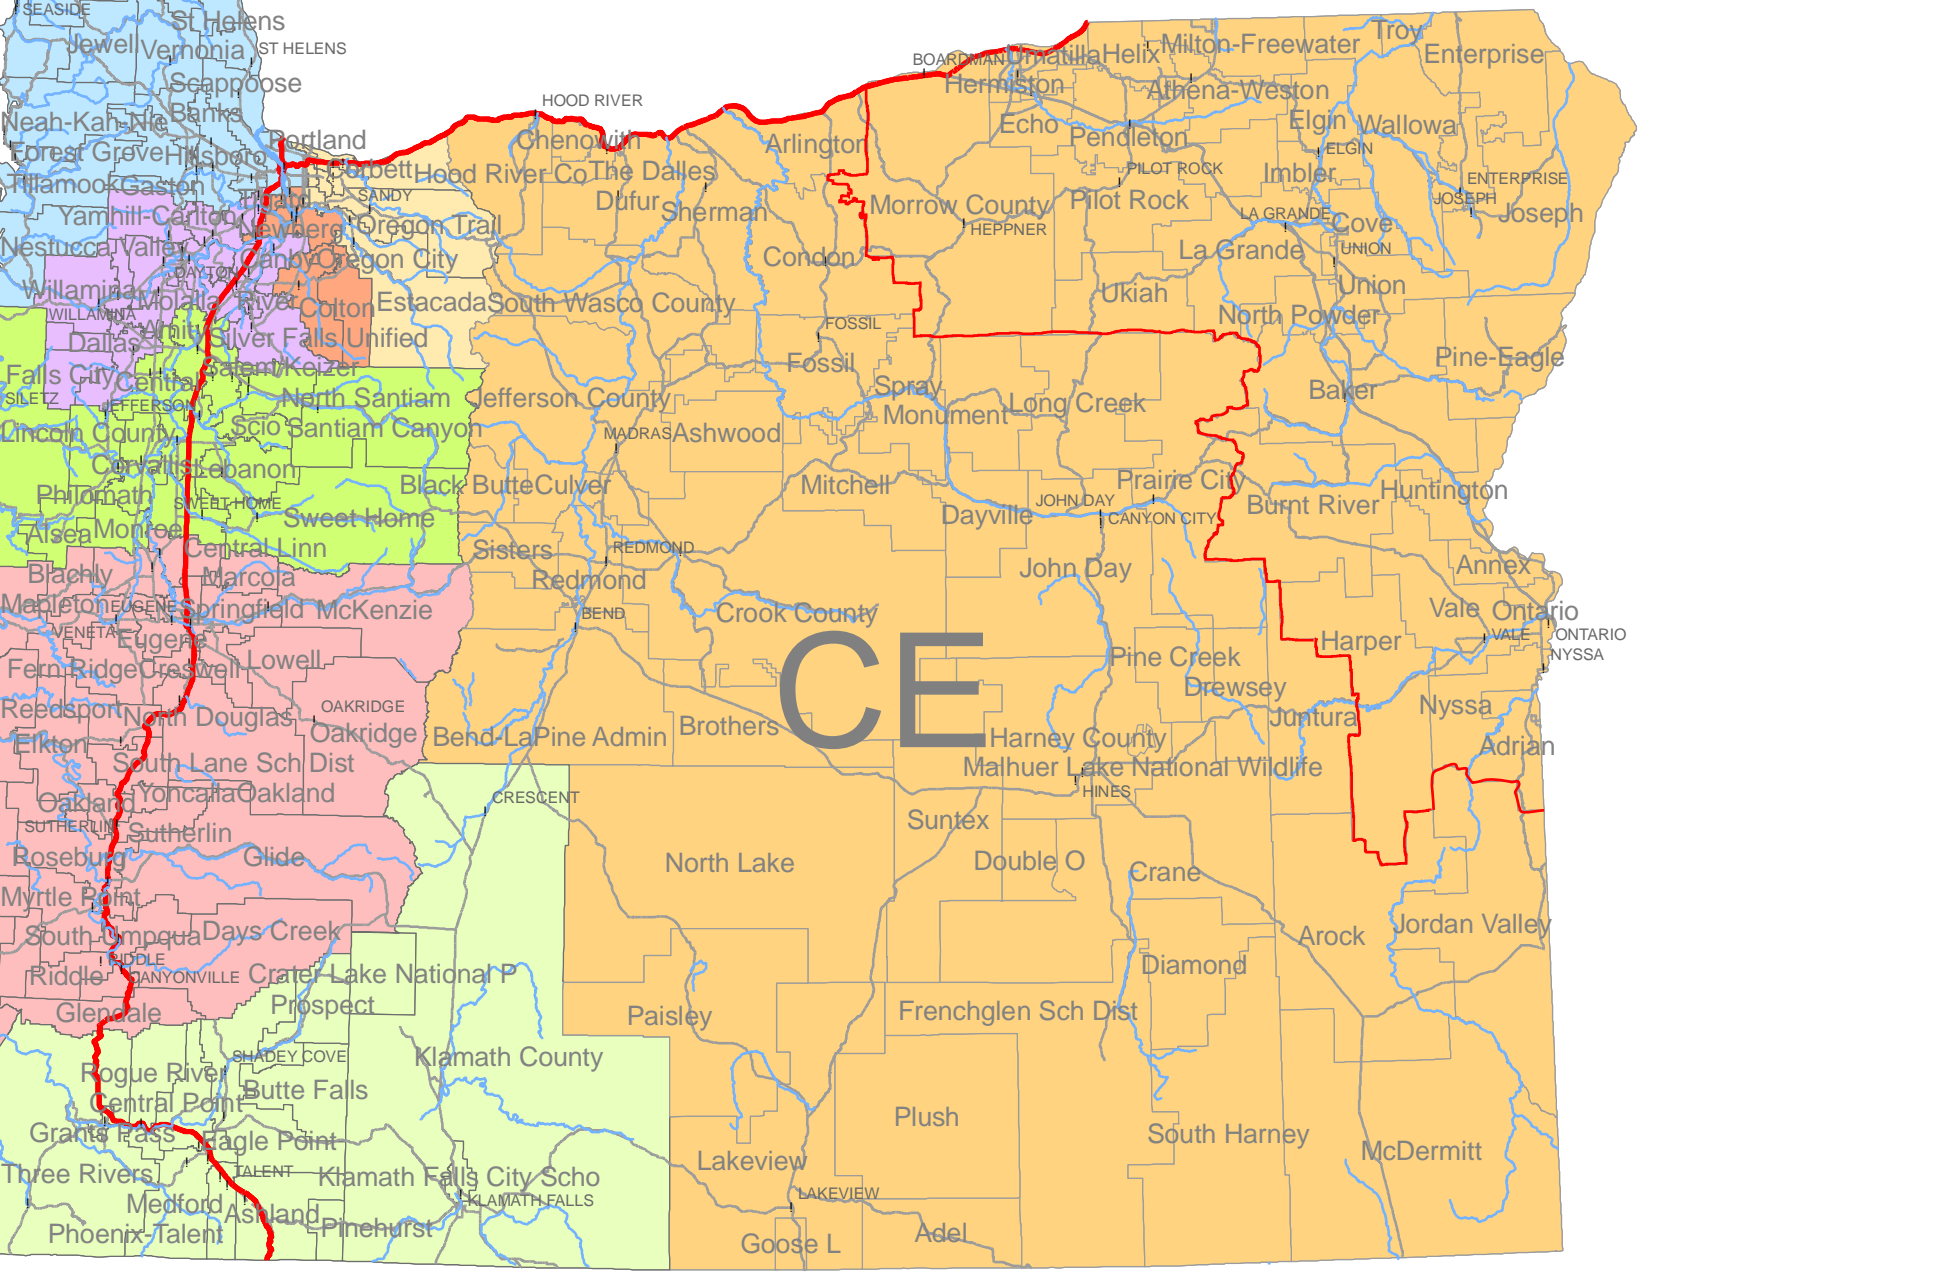 SEASIDE
St Helens
Jewell
Vernonia
ST HELENS
Scappoose
Banks
Neah-Kah-Nie
Portland
Forest Grove
Hillsboro
Tillamook
Gaston
Corbett
SANDY
Yamhill-Carlton
Tigard
Newberg
Oregon Trail
Nestucca Valley
Canby
Oregon City
DAYTON
Willamina
Molalla
River
Colton
Estacada
WILLAMINA
Amity
Silver Falls Unified
Dallas
Salem/Keizer
Falls City
Central
SILETZ
JEFFERSON
North Santiam
Lincoln County
Scio
Santiam Canyon
Corvallis
Lebanon
Philomath
SWEET HOME
Sweet Home
Alsea
Monroe
Central Linn
Blachly
Marcola
Mapleton
EUGENE
Springfield
McKenzie
VENETA
Eugene
Fern Ridge
Creswell
Lowell
Reedsport
North Douglas
OAKRIDGE
Oakridge
Elkton
South Lane Sch Dist
Oakland
Yoncalla
Oakland
SUTHERLIN
Sutherlin
Roseburg
Glide
Myrtle Point
South Umpqua
Days Creek
RIDDLE
Riddle
CANYONVILLE
Crater Lake National P
Prospect
Glendale
SHADEY COVE
Klamath County
Rogue River
Butte Falls
Central Point
Grants Pass
Eagle Point
Three Rivers
TALENT
Klamath Falls City Scho
KLAMATH FALLS
Medford
Ashland
Phoenix-Talent
Pinehurst
HOOD RIVER
Chenowith
Hood River Co
The Dalles
Dufur
Sherman
Arlington
Condon
South Wasco County
FOSSIL
Fossil
BOARDMAN
Umatilla
Helix
Milton-Freewater
Troy
Enterprise
Hermiston
Athena-Weston
Echo
Pendleton
Elgin
Wallowa
ELGIN
PILOT ROCK
Imbler
ENTERPRISE
Morrow County
Pilot Rock
JOSEPH
Joseph
HEPPNER
LA GRANDE
Cove
La Grande
UNION
Ukiah
Union
North Powder
Pine-Eagle
Baker
Jefferson County
Spray
Monument
Long Creek
MADRAS
Ashwood
Black Butte
Culver
Mitchell
Prairie City
JOHN DAY
Burnt River
Huntington
Dayville
CANYON CITY
Sisters
REDMOND
Redmond
John Day
Annex
BEND
Crook County
Vale
Ontario
VALE
ONTARIO
NYSSA
Harper
CE
Pine Creek
Drewsey
Nyssa
Juntura
Bend-LaPine Admin
Brothers
Harney County
Adrian
Malhuer Lake National Wildlife
HINES
CRESCENT
Suntex
North Lake
Double O
Crane
Jordan Valley
Arock
Diamond
Paisley
Frenchglen Sch Dist
Plush
South Harney
McDermitt
Lakeview
LAKEVIEW
Goose L
Adel